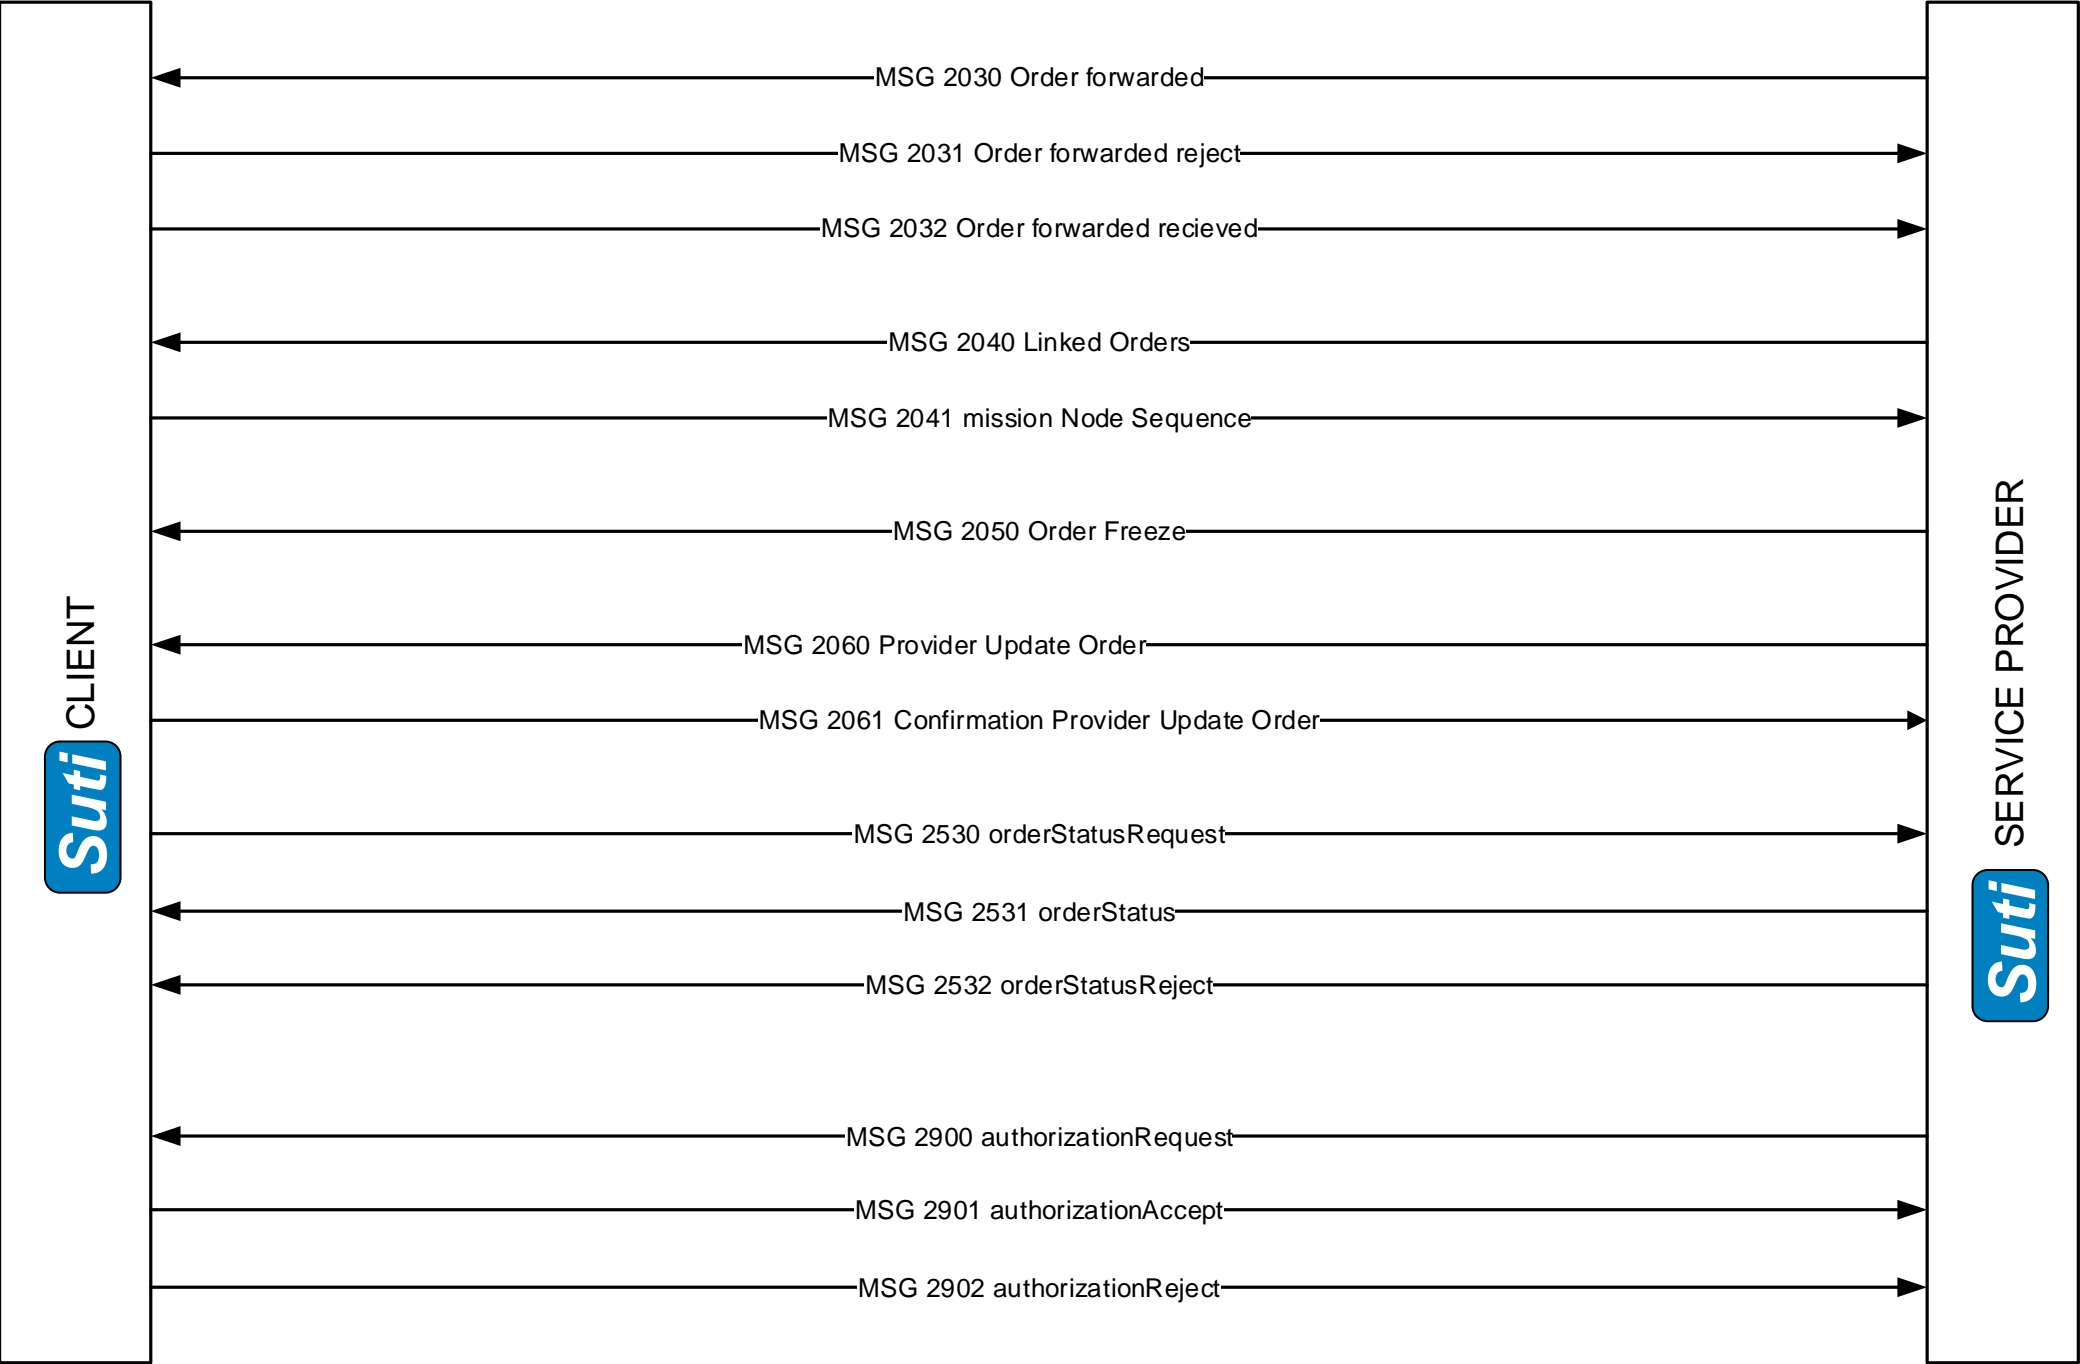 MSG 2030 Order forwarded
MSG 2031 Order forwarded reject
MSG 2032 Order forwarded recieved
MSG 2040 Linked Orders
MSG 2041 mission Node Sequence
MSG 2050 Order Freeze
MSG 2060 Provider Update Order
MSG 2061 Confirmation Provider Update Order
MSG 2530 orderStatusRequest
MSG 2531 orderStatus
MSG 2532 orderStatusReject
MSG 2900 authorizationRequest
MSG 2901 authorizationAccept
MSG 2902 authorizationReject
Suti CLIENT
Suti SERVICE PROVIDER